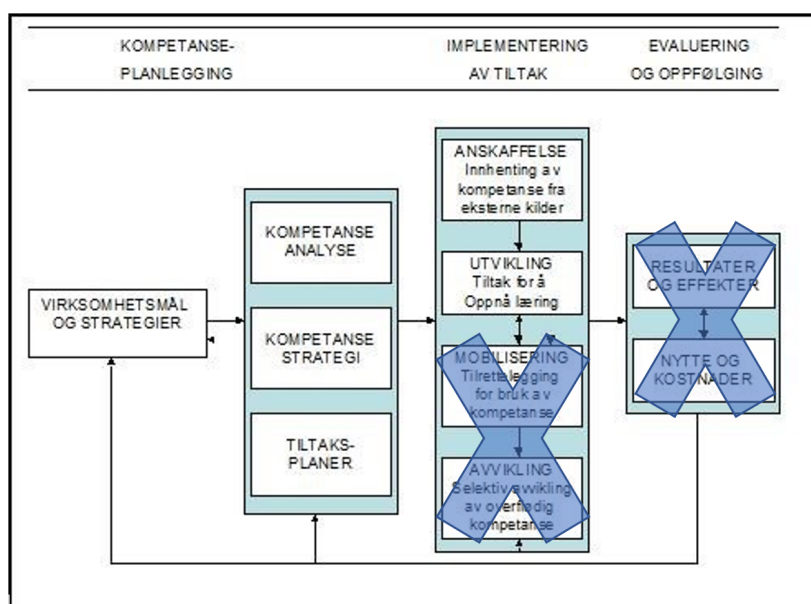 KOMPETANSE-
PLANLEGGING
IMPLEMENTERING
AV TILTAK
EVALUERING
OG OPPFØLGING
VIRKSOMHETSMÅL
OG STRATEGIER
KOMPETANSE
ANALYSE
KOMPETANSE
STRATEGI
TILTAKS-
PLANER
ANSKAFFELSE
Innhenting av
kompetanse fra
eksterne kilder
UTVIKLING
Tiltak for å
Oppnå læring
MOBILISERING
Tilrettelegging
for bruk av
kompetanse
AVVIKLING
Selektiv avvikling
av overflødig
kompetanse
RESULTATER
OG EFFEKTER
NYTTE OG
KOSTNADER